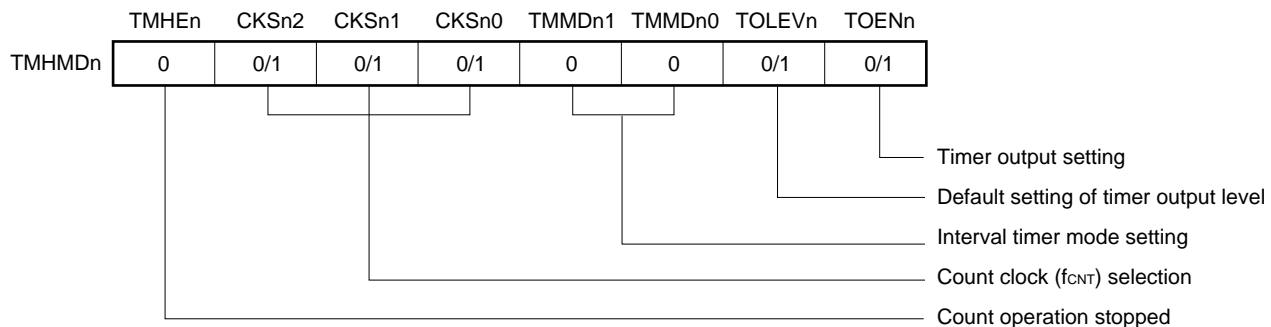 TMHEn CKSn2 CKSn1 CKSn0 TMMDn1 TMMDn0 TOLEVn TOENn
TMHMDn 0 0/1 0/1 0/1 0 0 0/1 0/1
Timer output setting
Default setting of timer output level
Interval timer mode setting
Count clock (fCNT) selection
Count operation stopped